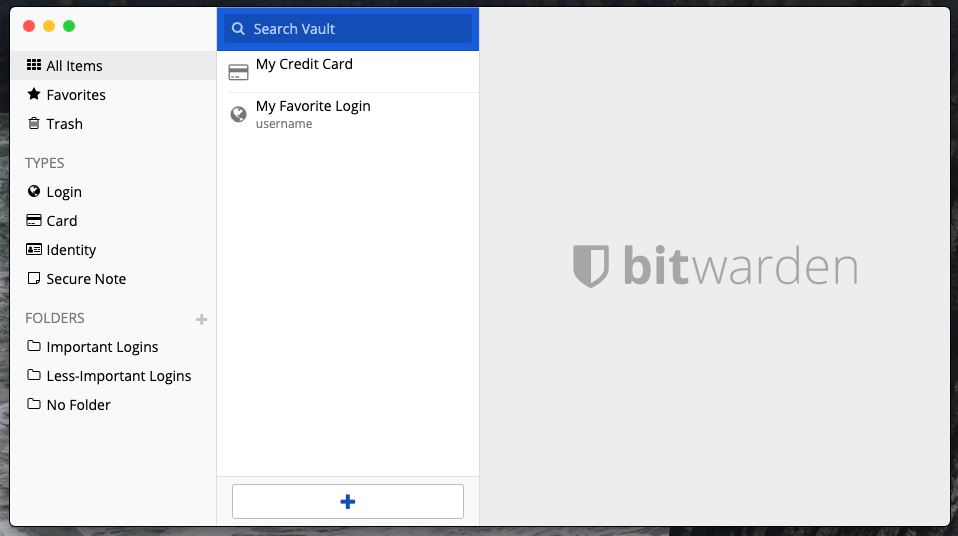 All Items
Favorites
Trash
TYPES
Login
Card
Identity
Secure Note
FOLDERS
Important Logins
Less-Important Logins
No Folder
Search Vault
My Credit Card
My Favorite Login
username
bitwarden